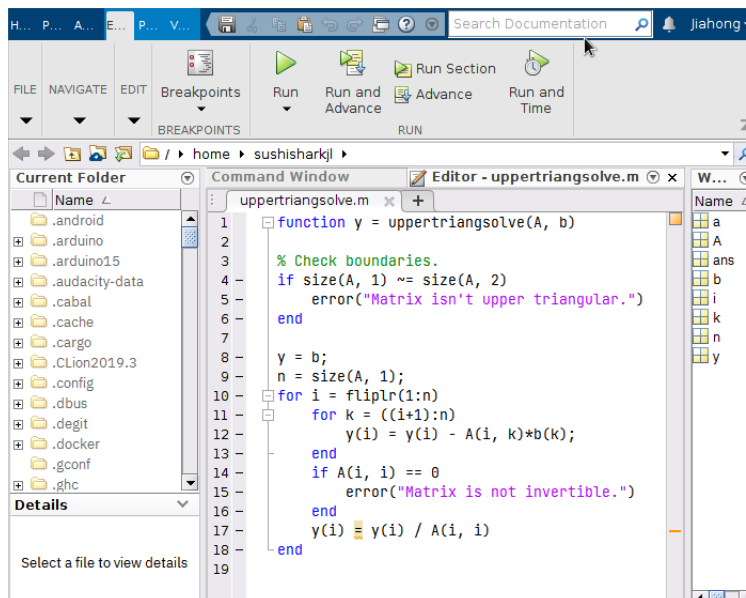 H... P... A... E... P... V... Search Documentation Jiahong
FILE NAVIGATE EDIT Breakpoints Run Run and Advance Run Section Advance Run and Time
BREAKPOINTS RUN
/ home sushisharkjl
Current Folder Command Window Editor - uppertriangsolve.m W...
Name uppertriangsolve.m Name
.android
.arduino
.arduino15
.audacity-data
.cabal
.cache
.cargo
.CLion2019.3
.config
.dbus
.degit
.docker
.gconf
.ghc
Details
Select a file to view details
1 function y = uppertriangsolve(A, b)
2
3 % Check boundaries.
4 – if size(A, 1) ~= size(A, 2)
5 – error("Matrix isn't upper triangular.")
6 – end
7
8 – y = b;
9 – n = size(A, 1);
10 – for i = fliplr(1:n)
11 – for k = ((i+1):n)
12 – y(i) = y(i) - A(i, k)*b(k);
13 – end
14 – if A(i, i) == 0
15 – error("Matrix is not invertible.")
16 – end
17 – y(i) = y(i) / A(i, i)
18 – end
19
a
A
ans
b
i
k
n
y